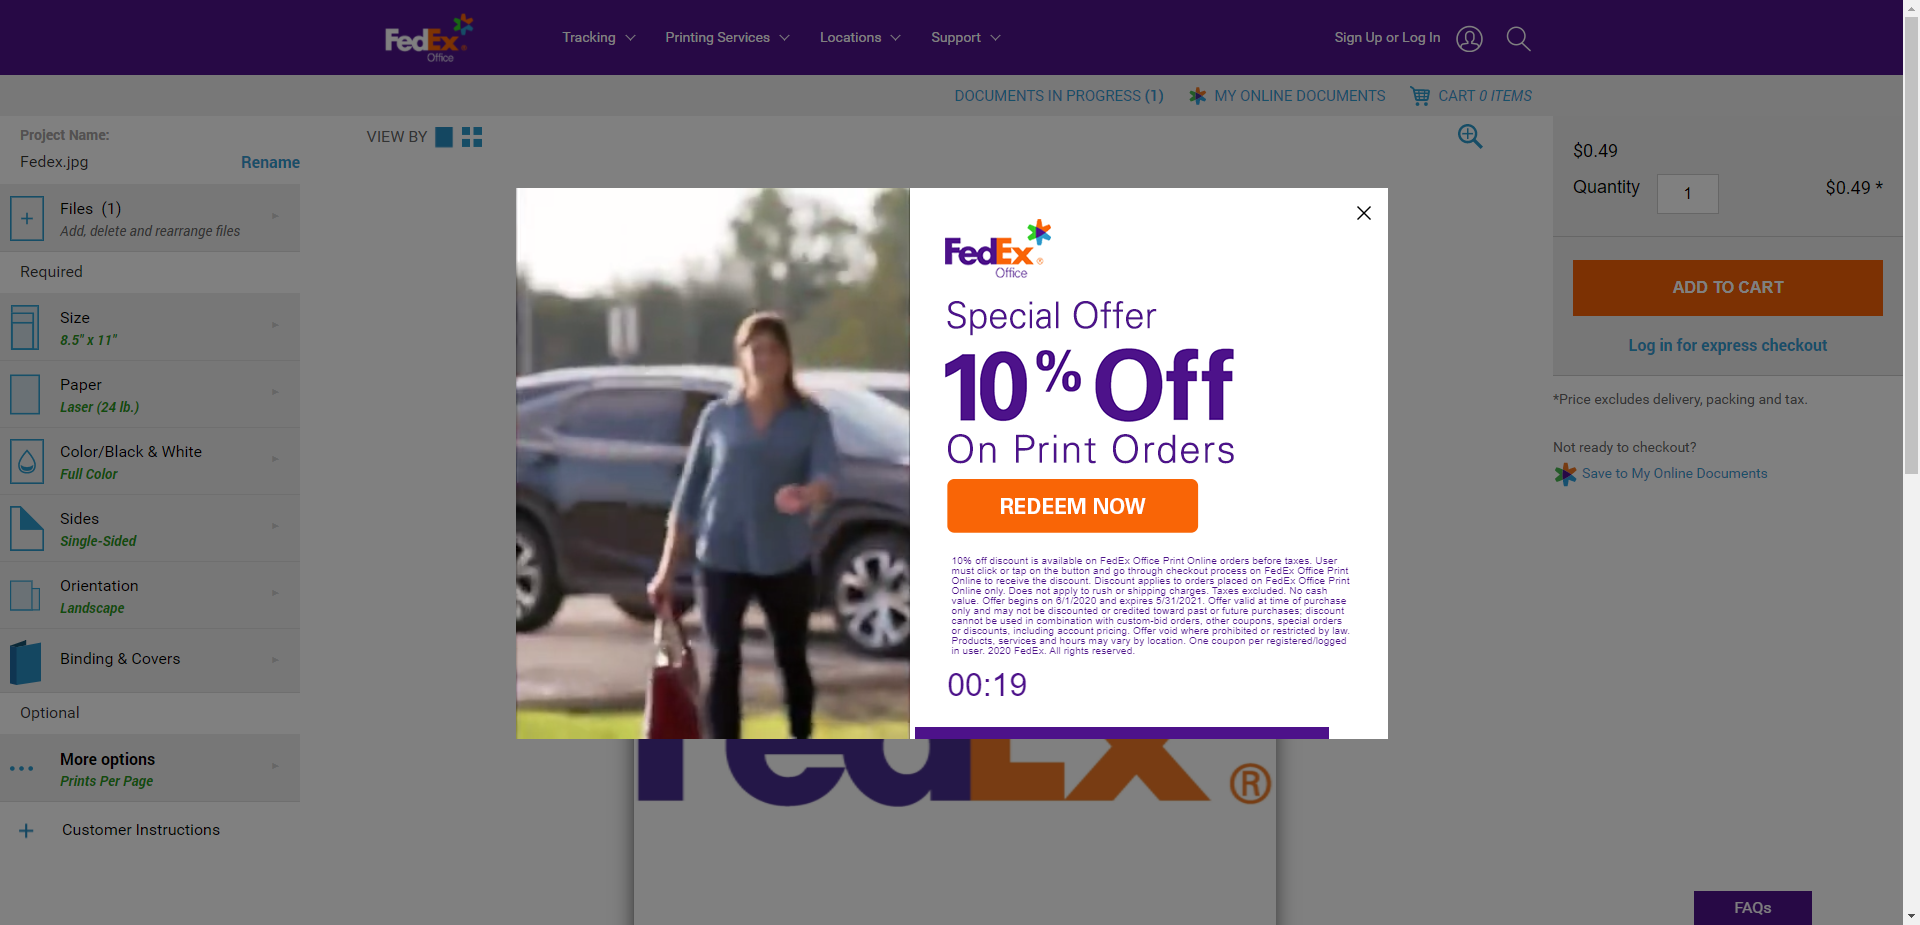 FedEx
Office
Tracking
Printing Services
Locations
Support
Sign Up or Log In
DOCUMENTS IN PROGRESS (1)
MY ONLINE DOCUMENTS
CART 0 ITEMS
Project Name:
Fedex.jpg
Rename
VIEW BY
Files (1)
Add, delete and rearrange files
Required
Size
8.5" x 11"
Paper
Laser (24 lb.)
Color/Black & White
Full Color
Sides
Single-Sided
Orientation
Landscape
Binding & Covers
Optional
More options
Prints Per Page
Customer Instructions
FedEx®
Office
Special Offer
10% Off
On Print Orders
REDEEM NOW
10% off discount is available on FedEx Office Print Online orders before taxes. User
must click or tap on the button and go through checkout process on FedEx Office Print
Online to receive the discount. Discount applies to orders placed on FedEx Office Print
Online only. Does not apply to rush or shipping charges. Taxes excluded. No cash
value. Offer begins on 6/1/2020 and expires 5/31/2021. Offer valid at time of purchase
only and may not be discounted or credited toward past or future purchases; discount
cannot be used in combination with custom-bid orders, other coupons, special orders
or discounts, including account pricing. Offer void where prohibited or restricted by law.
Products, services and hours may vary by location. One coupon per registered/logged
in user. 2020 FedEx. All rights reserved.
00:19
FedEx®
$0.49
Quantity
1
$0.49 *
ADD TO CART
Log in for express checkout
*Price excludes delivery, packing and tax.
Not ready to checkout?
Save to My Online Documents
FAQs